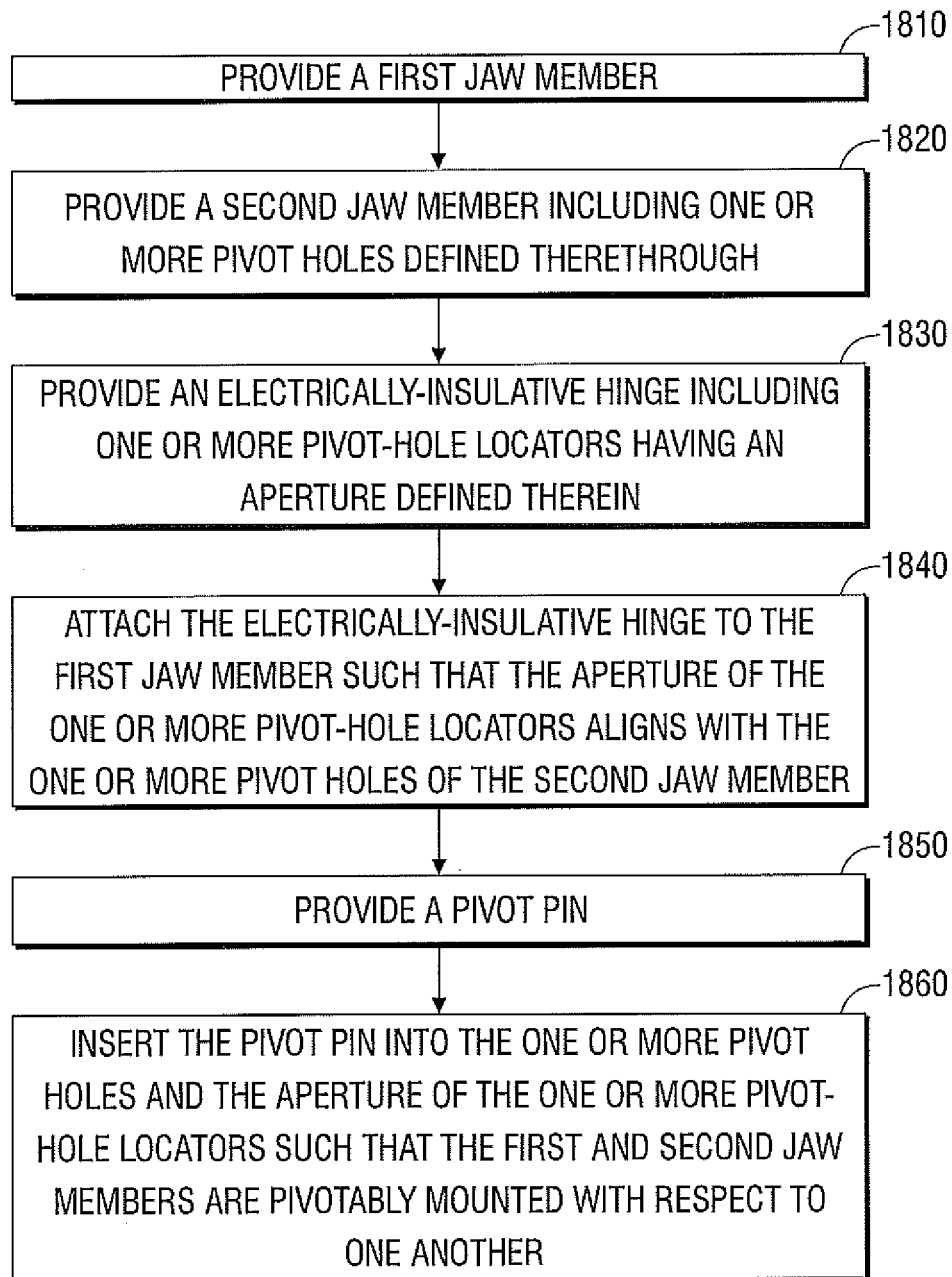 1810
PROVIDE A FIRST JAW MEMBER
1820
PROVIDE A SECOND JAW MEMBER INCLUDING ONE OR
MORE PIVOT HOLES DEFINED THERETHROUGH
1830
PROVIDE AN ELECTRICALLY-INSULATIVE HINGE INCLUDING
ONE OR MORE PIVOT-HOLE LOCATORS HAVING AN
APERTURE DEFINED THEREIN
1840
ATTACH THE ELECTRICALLY-INSULATIVE HINGE TO THE
FIRST JAW MEMBER SUCH THAT THE APERTURE OF THE
ONE OR MORE PIVOT-HOLE LOCATORS ALIGNS WITH THE
ONE OR MORE PIVOT HOLES OF THE SECOND JAW MEMBER
1850
PROVIDE A PIVOT PIN
1860
INSERT THE PIVOT PIN INTO THE ONE OR MORE PIVOT
HOLES AND THE APERTURE OF THE ONE OR MORE PIVOT-
HOLE LOCATORS SUCH THAT THE FIRST AND SECOND JAW
MEMBERS ARE PIVOTABLY MOUNTED WITH RESPECT TO
ONE ANOTHER